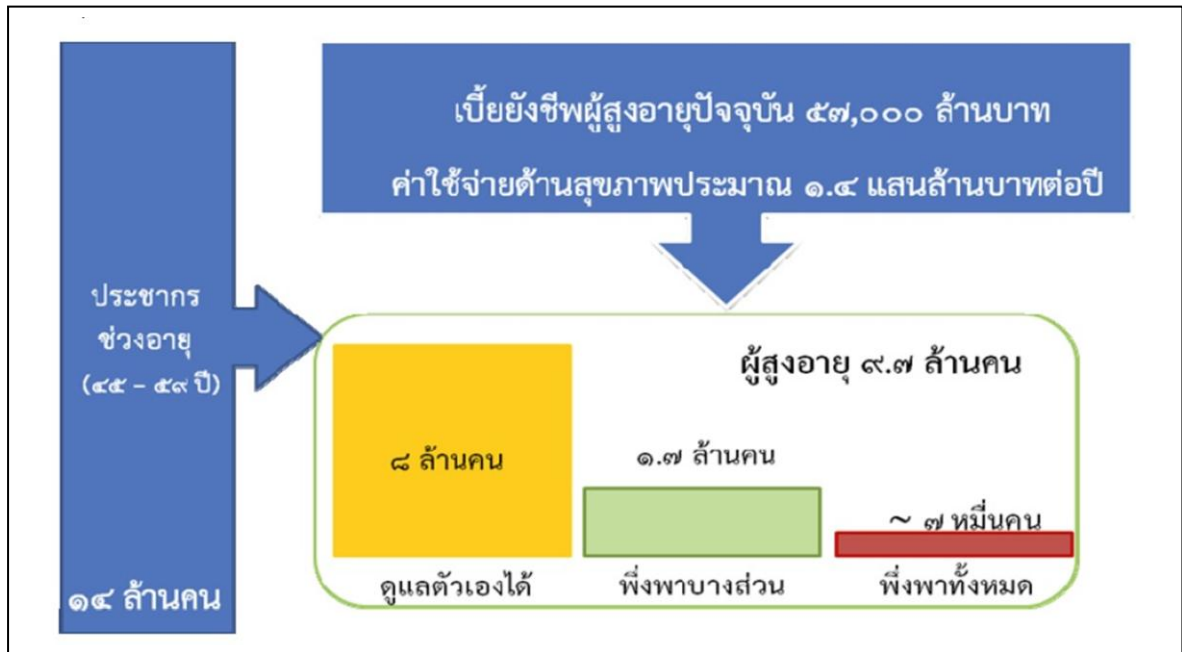 เบี้ยยังชีพผู้สูงอายุปัจจุบัน ๕๗,๐๐๐ ล้านบาท
ค่าใช้จ่ายด้านสุขภาพประมาณ ๑.๔ แสนล้านบาทต่อปี
ประชากร
ช่วงอายุ
(๔๕ – ๕๙ ปี)
๑๔ ล้านคน
ผู้สูงอายุ ๙.๗ ล้านคน
๘ ล้านคน
๑.๗ ล้านคน
~ ๗ หมื่นคน
ดูแลตัวเองได้
พึ่งพาบางส่วน
พึ่งพาทั้งหมด